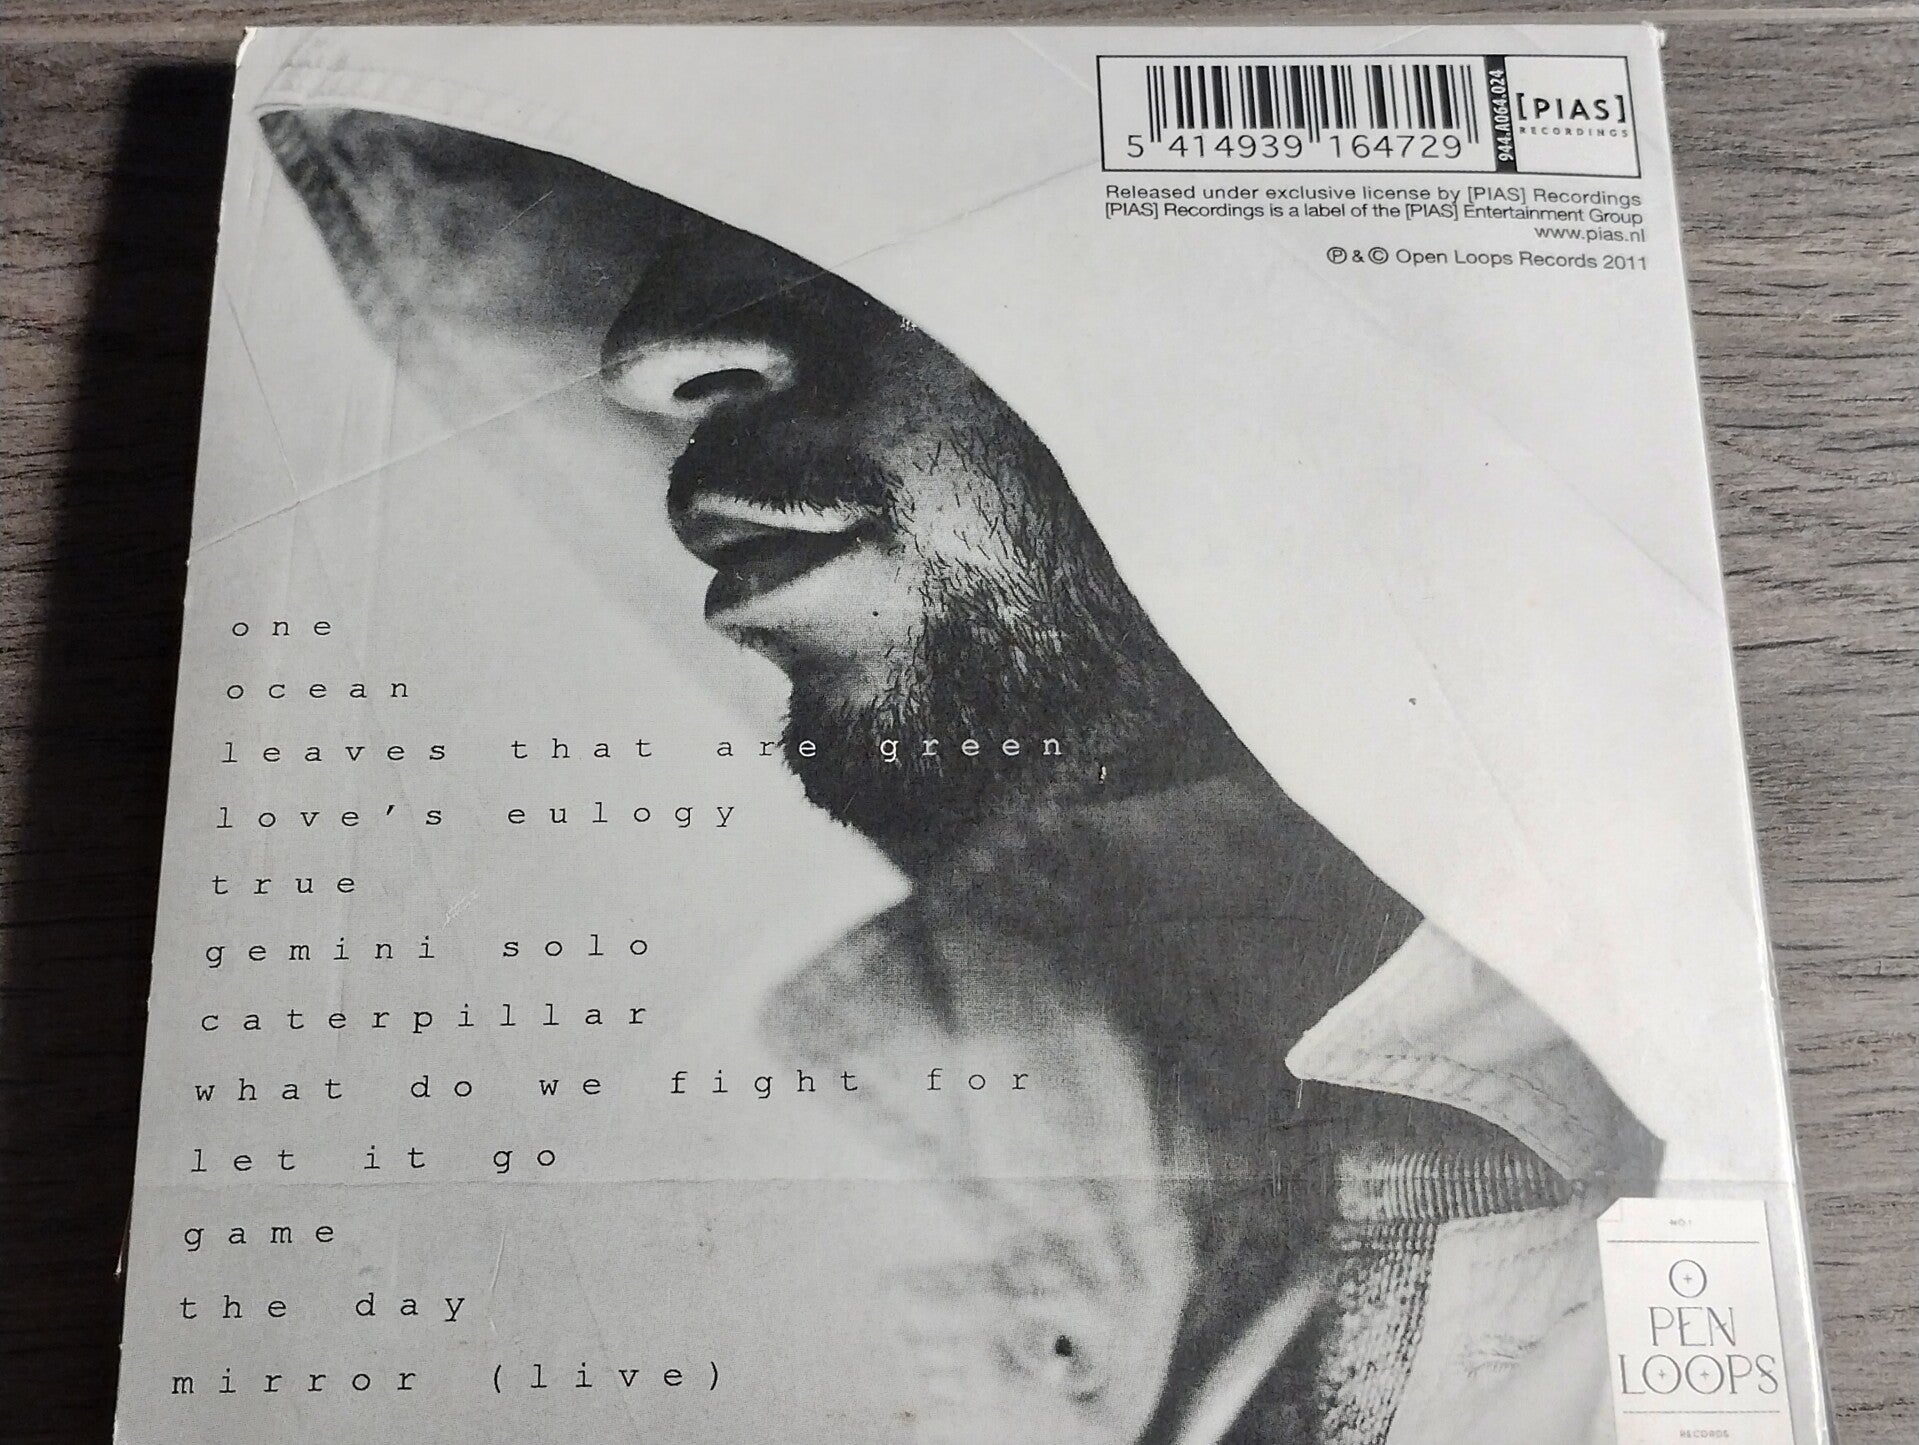 5 414939 164729
944.A064.024
[PIAS]
RECORDINGS
Released under exclusive license by [PIAS] Recordings
[PIAS] Recordings is a label of the [PIAS] Entertainment Group
www.pias.nl
℗ & © Open Loops Records 2011
one
ocean
leaves that are green
love's eulogy
true
gemini solo
caterpillar
what do we fight for
let it go
game
the day
mirror (live)
NO.1
O
PEN
LOOPS
RECORDS